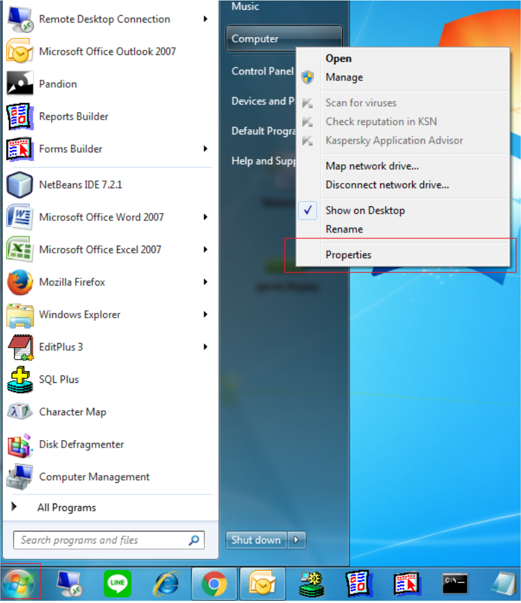 Remote Desktop Connection
Microsoft Office Outlook 2007
Pandion
Reports Builder
Forms Builder
NetBeans IDE 7.2.1
Microsoft Office Word 2007
Microsoft Office Excel 2007
Mozilla Firefox
Windows Explorer
EditPlus 3
SQL Plus
Character Map
Disk Defragmenter
Computer Management
All Programs
Search programs and files
Music
Computer
Control Panel
Devices and P
Default Progra
Help and Supp
Shut down
Open
Manage
Scan for viruses
Check reputation in KSN
Kaspersky Application Advisor
Map network drive...
Disconnect network drive...
Show on Desktop
Rename
Properties
LINE
C:\